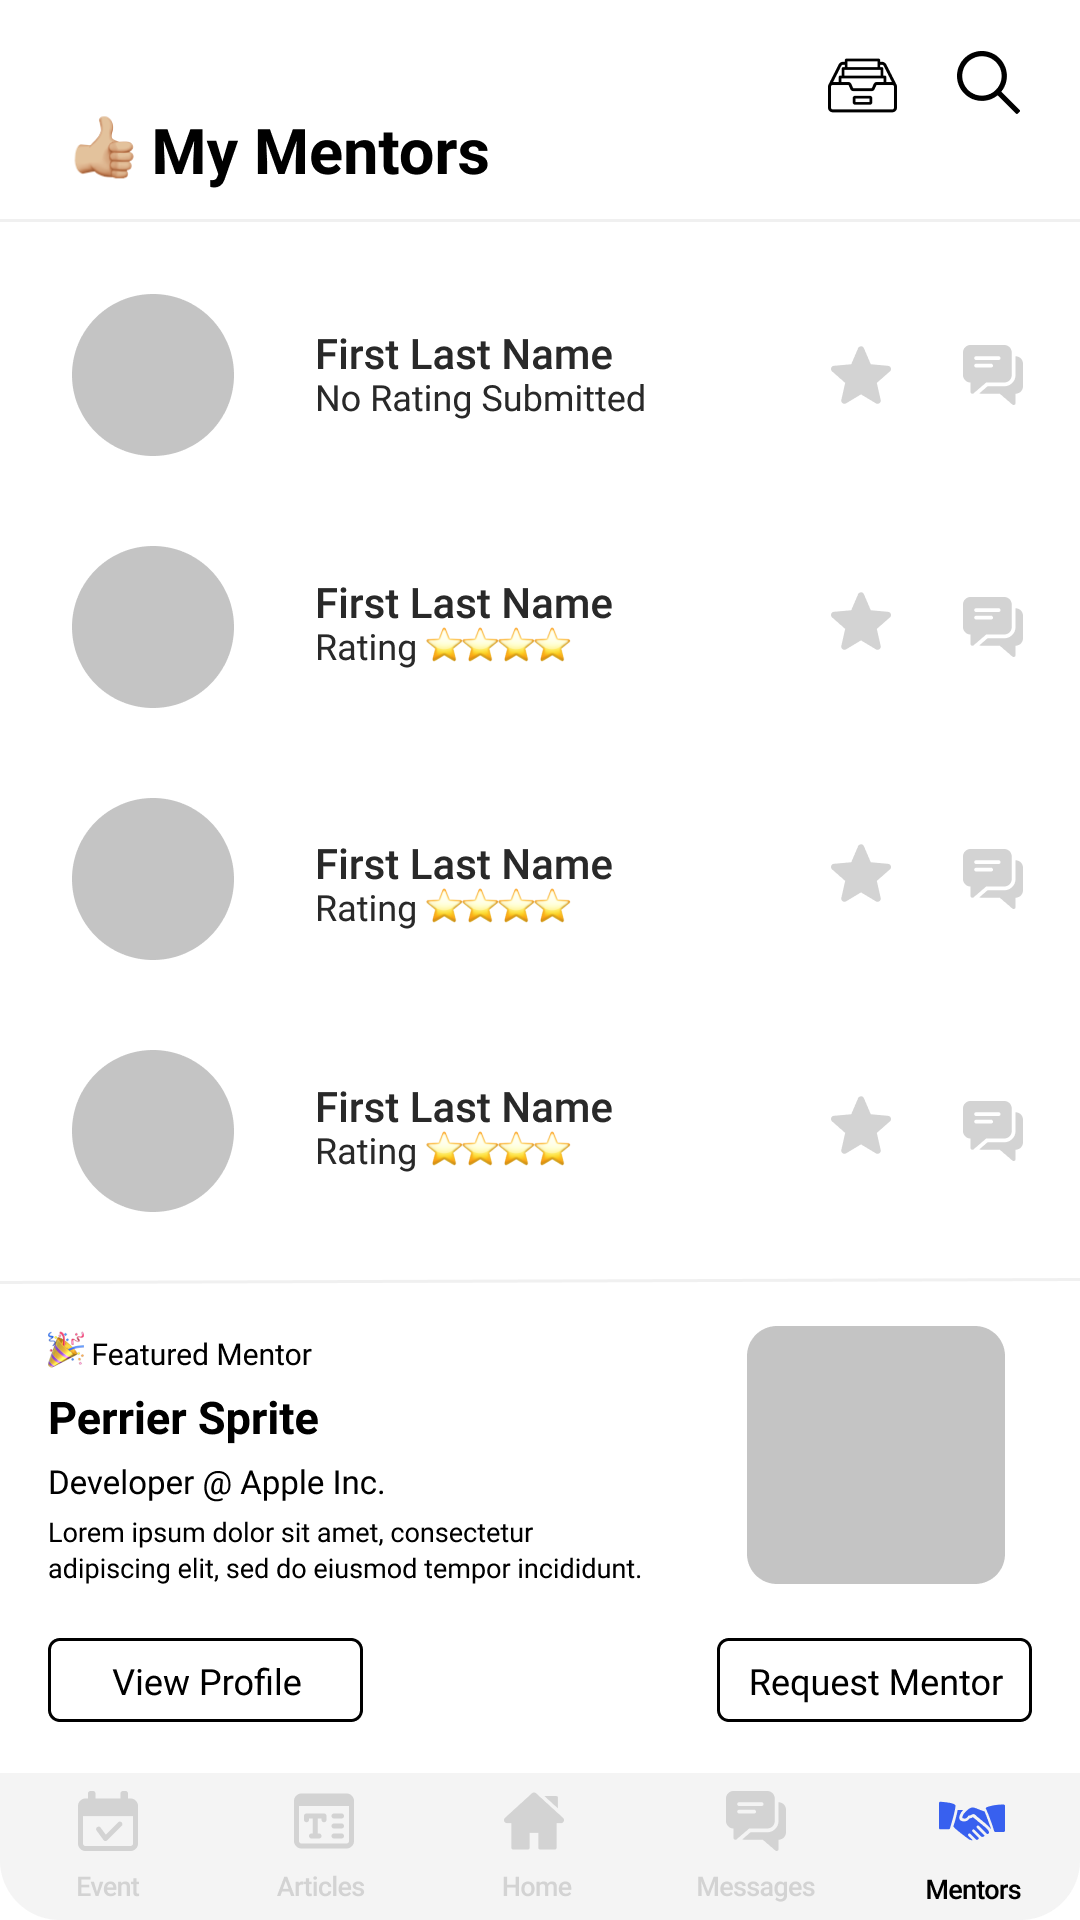 👍🏼 My Mentors
First Last Name
No Rating Submitted
First Last Name
Rating ⭐⭐⭐⭐
First Last Name
Rating ⭐⭐⭐⭐
First Last Name
Rating ⭐⭐⭐⭐
🎉 Featured Mentor
Perrier Sprite
Developer @ Apple Inc.
Lorem ipsum dolor sit amet, consectetur
adipiscing elit, sed do eiusmod tempor incididunt.
View Profile
Request Mentor
Event
Articles
Home
Messages
Mentors